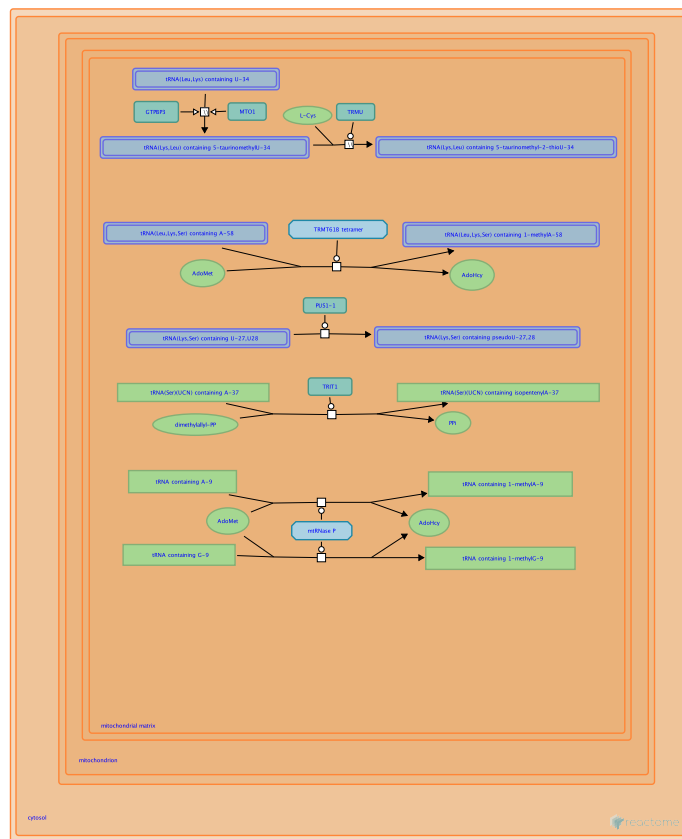 tRNA(Leu,Lys) containing U-34
GTPBP3
MTO1
L-Cys
TRMU
tRNA(Lys,Leu) containing 5-taurinomethylU-34
tRNA(Lys,Leu) containing 5-taurinomethyl-2-thioU-34
tRNA(Leu,Lys,Ser) containing A-58
TRMT61B tetramer
tRNA(Leu,Lys,Ser) containing 1-methylA-58
AdoMet
AdoHcy
PUS1-1
tRNA(Lys,Ser) containing U-27,U28
tRNA(Lys,Ser) containing pseudoU-27,28
TRIT1
tRNA(Ser)(UCN) containing A-37
tRNA(Ser)(UCN) containing isopentenylA-37
dimethylallyl-PP
PPi
tRNA containing A-9
tRNA containing 1-methylA-9
AdoMet
mtRNase P
AdoHcy
tRNA containing G-9
tRNA containing 1-methylG-9
mitochondrial matrix
mitochondrion
cytosol
reactome